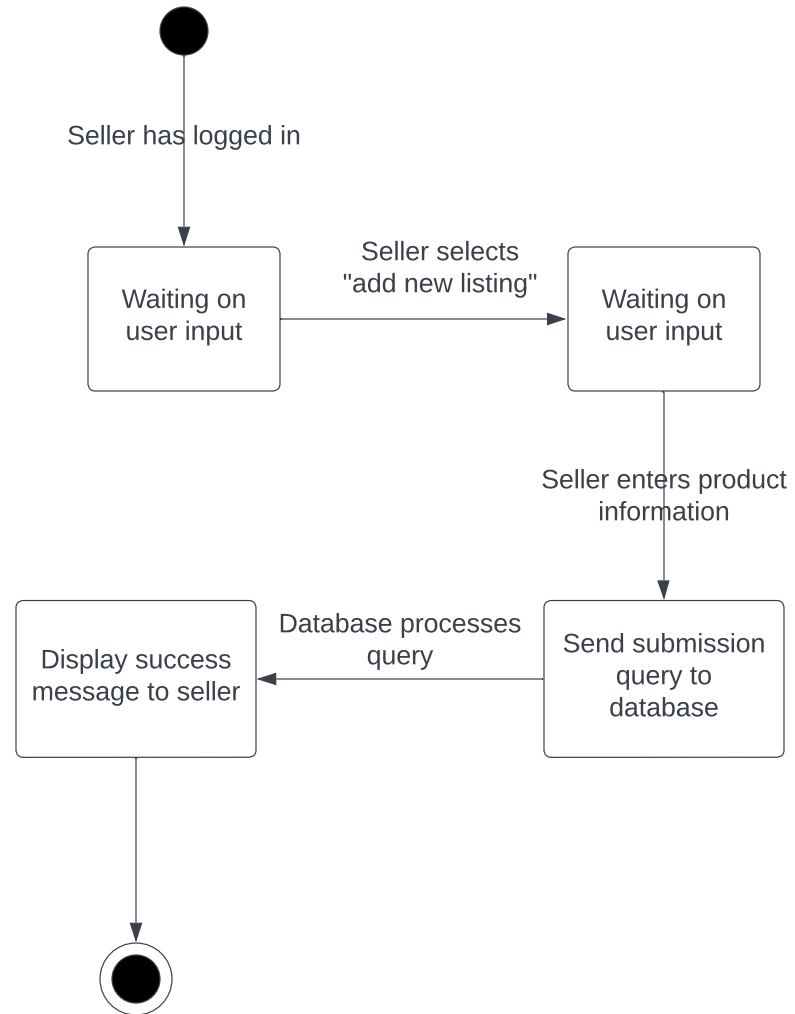 Seller has logged in
Waiting on
user input
Seller selects
"add new listing"
Waiting on
user input
Seller enters product
information
Send submission
query to
database
Database processes
query
Display success
message to seller